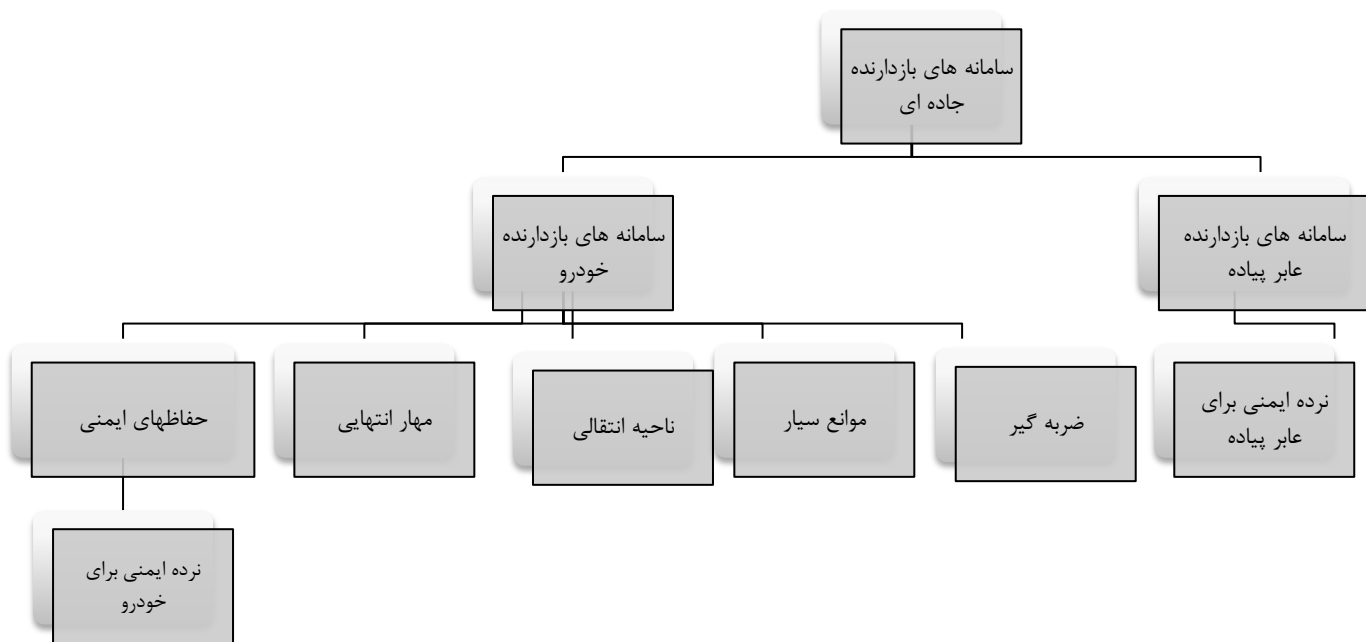 سامانه های بازدارنده
جاده ای
سامانه های بازدارنده
عابر پیاده
سامانه های بازدارنده
خودرو
نرده ایمنی برای
عابر پیاده
ضربه گیر
موانع سیار
ناحیه انتقالی
مهار انتهایی
حفاظهای ایمنی
نرده ایمنی برای
خودرو